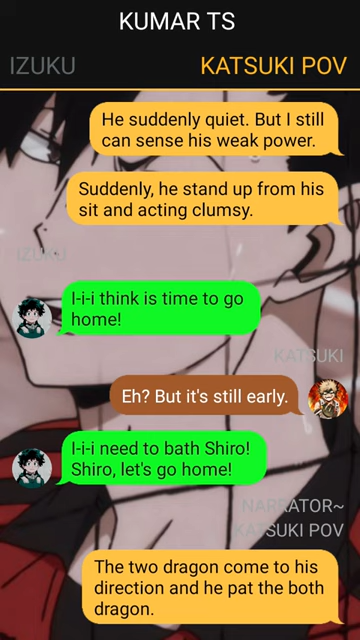 KUMAR TS
IZUKU
KATSUKI POV
He suddenly quiet. But I still
can sense his weak power.
Suddenly, he stand up from his
sit and acting clumsy.
IZUKU
I-i-i think is time to go
home!
KATSUKI
Eh? But it's still early.
I-i-i need to bath Shiro!
Shiro, let's go home!
NARRATOR~
KATSUKI POV
The two dragon come to his
direction and he pat the both
dragon.